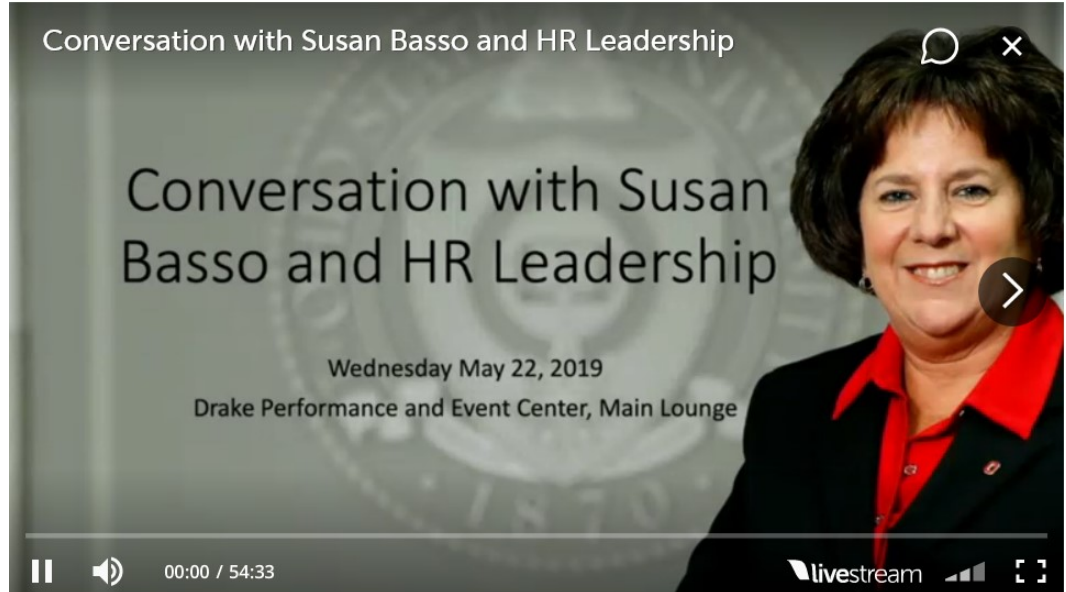 Conversation with Susan Basso and HR Leadership
Conversation with Susan
Basso and HR Leadership
Wednesday May 22, 2019
Drake Performance and Event Center, Main Lounge
1870
00:00 / 54:33
livestream